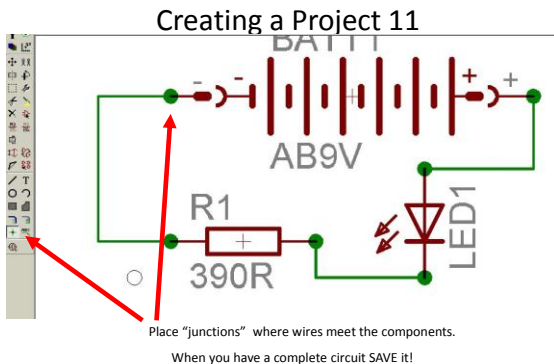 Creating a Project 11
BATT1
- - + +
AB9V
LED1
R1
390R
Place “junctions” where wires meet the components.
When you have a complete circuit SAVE it!